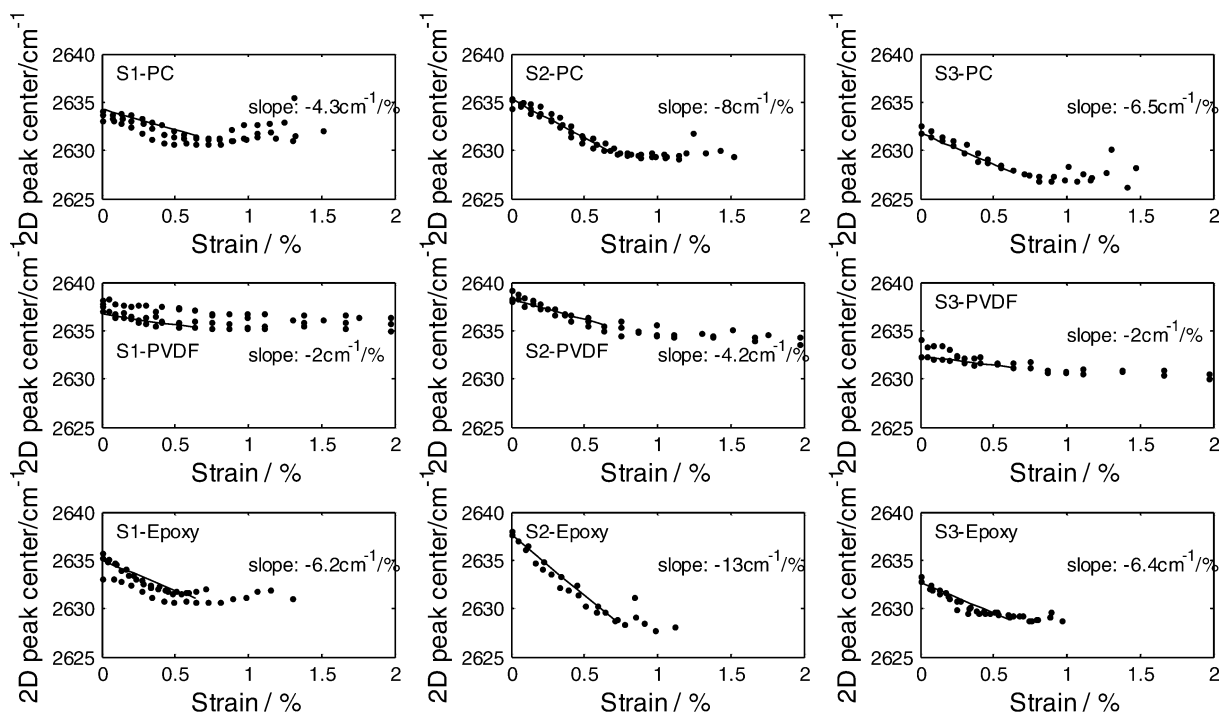 2D peak center/cm⁻¹
2640
2635
2630
2625
S1-PC
slope: -4.3cm⁻¹/%
0 0.5 1 1.5 2
Strain / %
2D peak center/cm⁻¹
2640
2635
2630
2625
S2-PC
slope: -8cm⁻¹/%
0 0.5 1 1.5 2
Strain / %
2D peak center/cm⁻¹
2640
2635
2630
2625
S3-PC
slope: -6.5cm⁻¹/%
0 0.5 1 1.5 2
Strain / %
2D peak center/cm⁻¹
2640
2635
2630
2625
S1-PVDF
slope: -2cm⁻¹/%
0 0.5 1 1.5 2
Strain / %
2D peak center/cm⁻¹
2640
2635
2630
2625
S2-PVDF
slope: -4.2cm⁻¹/%
0 0.5 1 1.5 2
Strain / %
2D peak center/cm⁻¹
2640
2635
2630
2625
S3-PVDF
slope: -2cm⁻¹/%
0 0.5 1 1.5 2
Strain / %
2D peak center/cm⁻¹
2640
2635
2630
2625
S1-Epoxy
slope: -6.2cm⁻¹/%
0 0.5 1 1.5 2
Strain / %
2D peak center/cm⁻¹
2640
2635
2630
2625
S2-Epoxy
slope: -13cm⁻¹/%
0 0.5 1 1.5 2
Strain / %
2D peak center/cm⁻¹
2640
2635
2630
2625
S3-Epoxy
slope: -6.4cm⁻¹/%
0 0.5 1 1.5 2
Strain / %